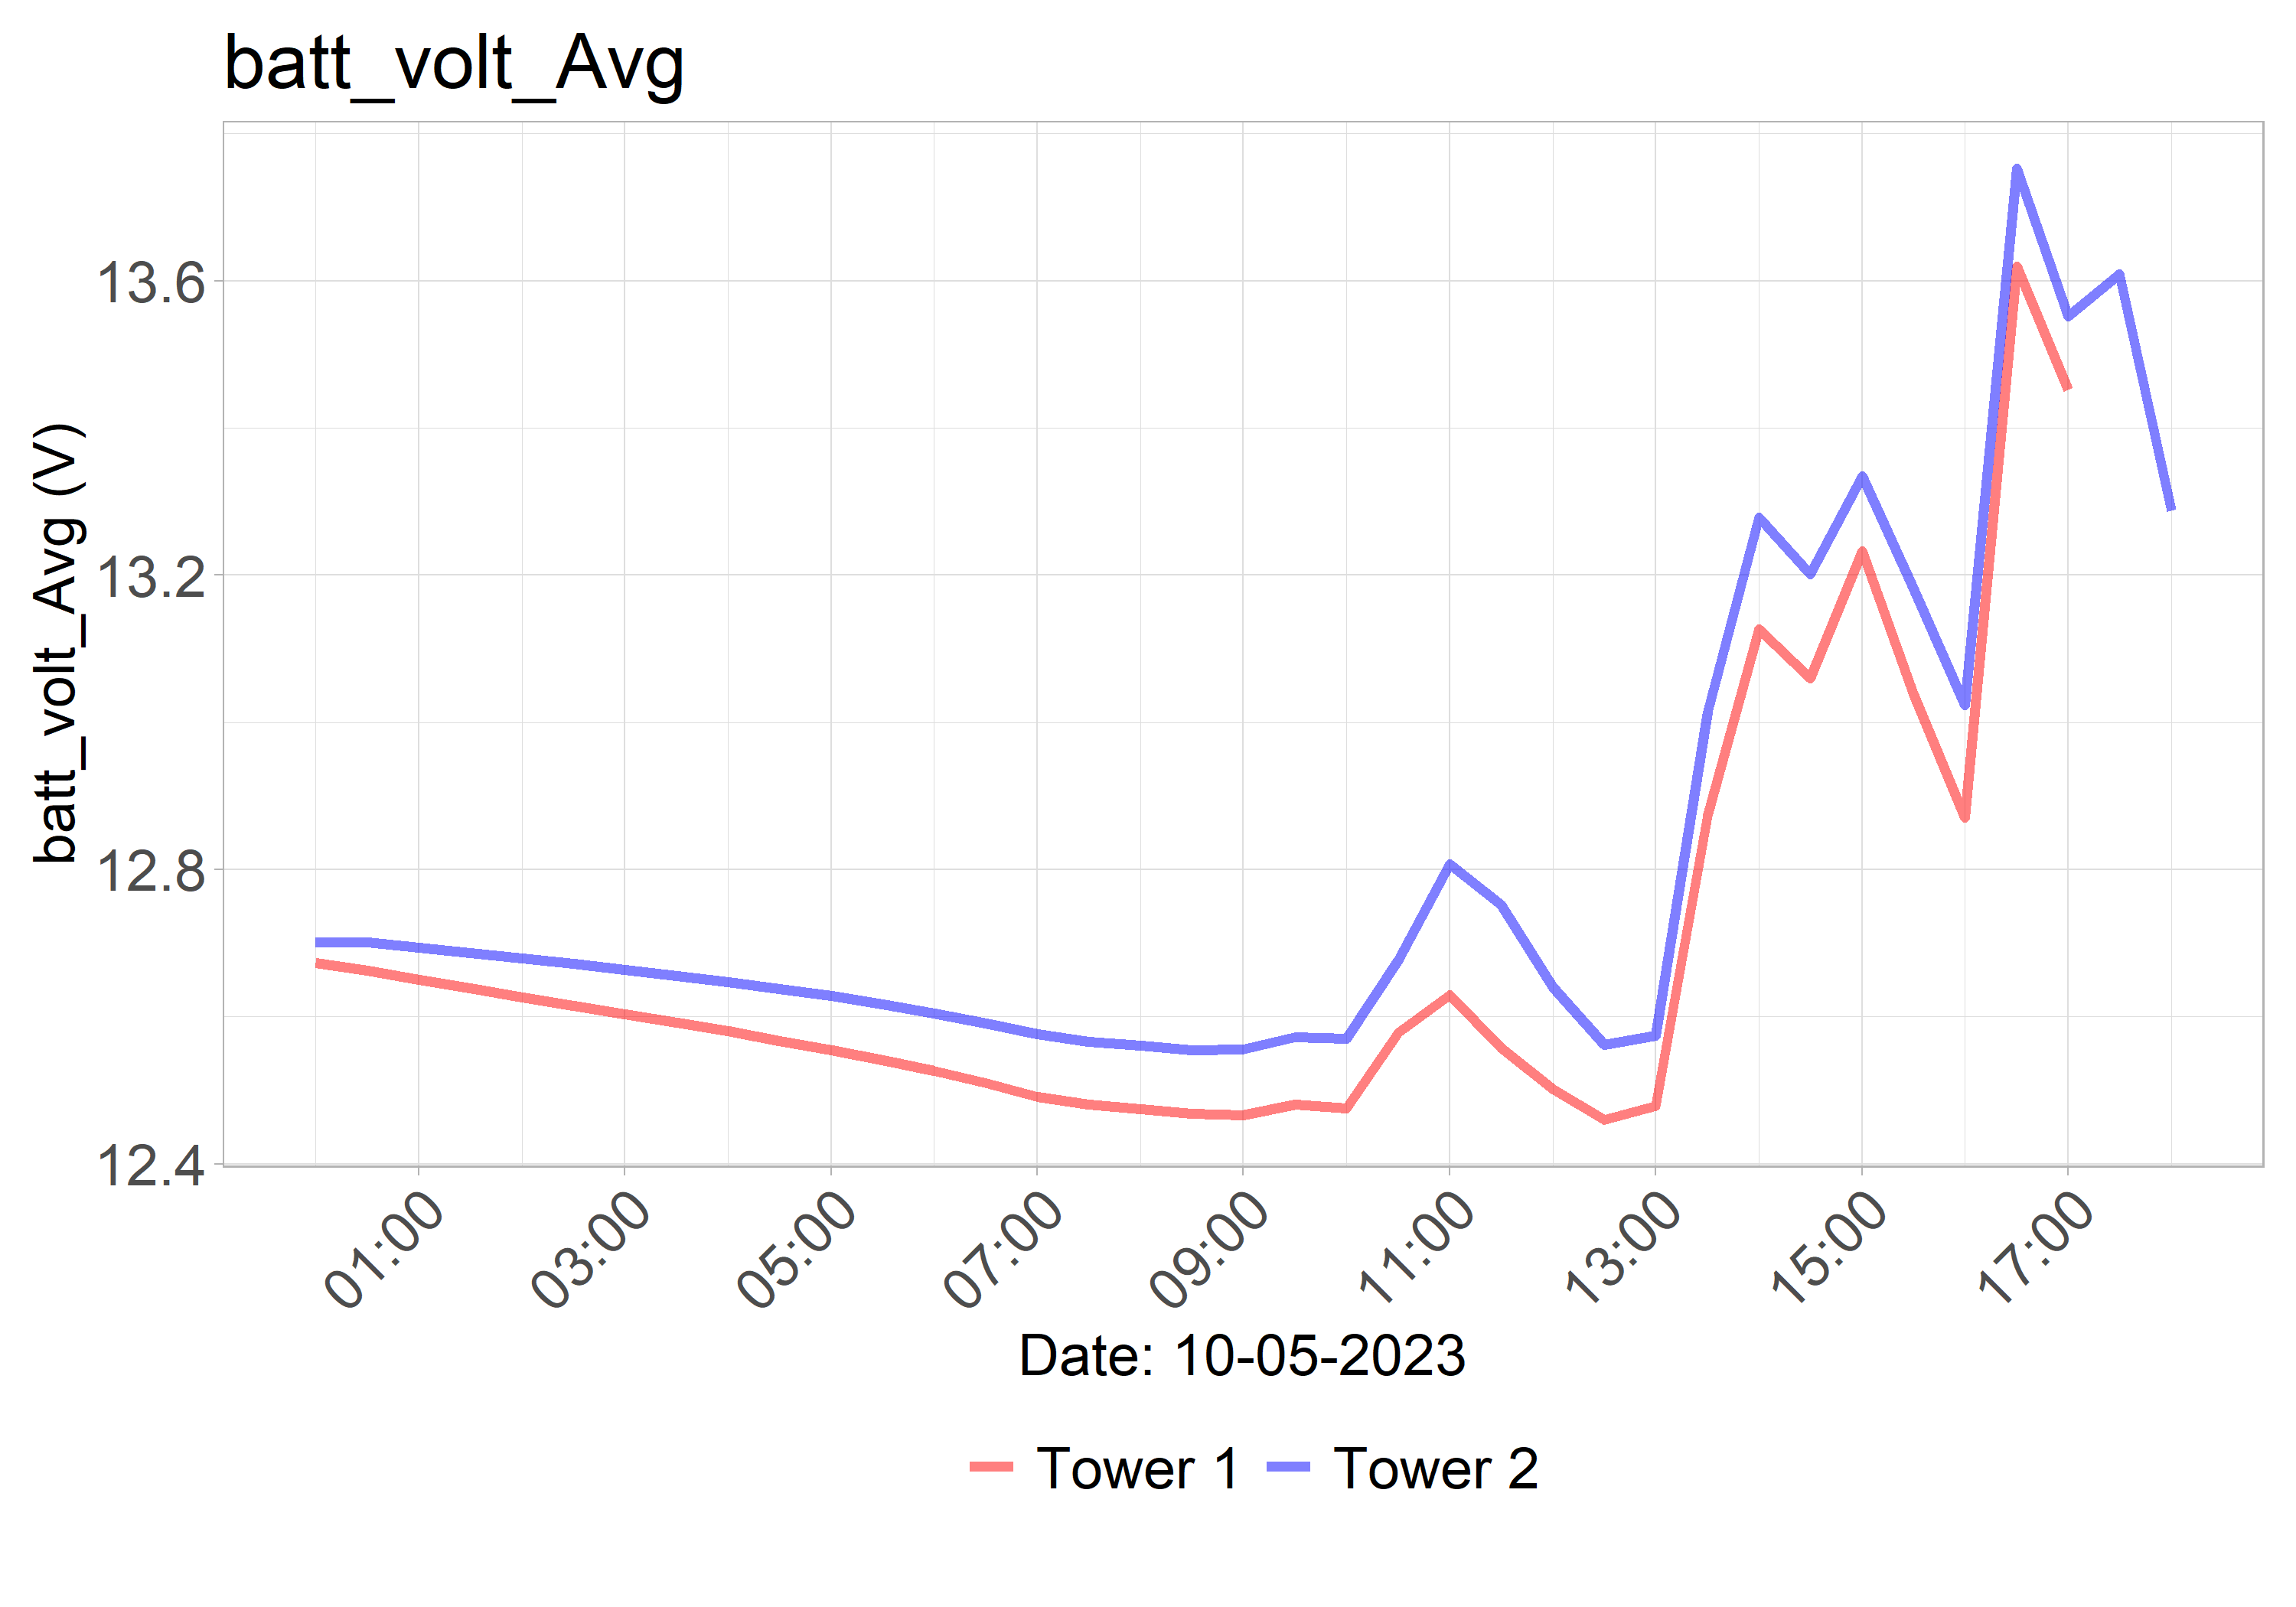 batt_volt_Avg
batt_volt_Avg (V)
13.6
13.2
12.8
12.4
01:00
03:00
05:00
07:00
09:00
11:00
13:00
15:00
17:00
Date: 10-05-2023
Tower 1
Tower 2